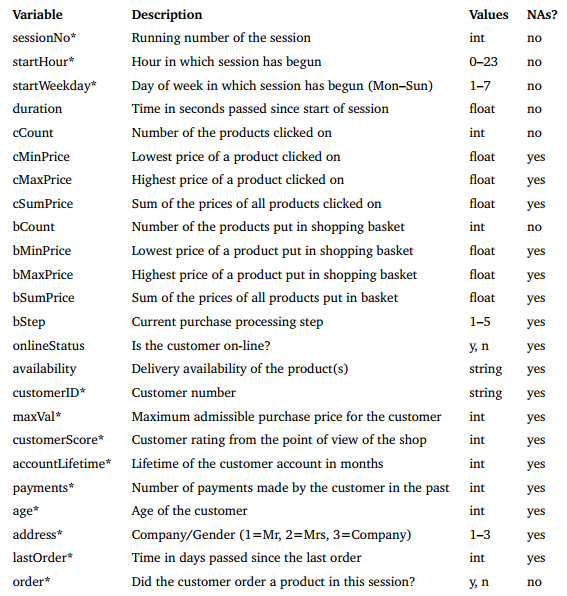 Variable Description Values NAs?
sessionNo* Running number of the session int no
startHour* Hour in which session has begun 0–23 no
startWeekday* Day of week in which session has begun (Mon–Sun) 1–7 no
duration Time in seconds passed since start of session float no
cCount Number of the products clicked on int no
cMinPrice Lowest price of a product clicked on float yes
cMaxPrice Highest price of a product clicked on float yes
cSumPrice Sum of the prices of all products clicked on float yes
bCount Number of the products put in shopping basket int no
bMinPrice Lowest price of a product put in shopping basket float yes
bMaxPrice Highest price of a product put in shopping basket float yes
bSumPrice Sum of the prices of all products put in basket float yes
bStep Current purchase processing step 1–5 yes
onlineStatus Is the customer on-line? y, n yes
availability Delivery availability of the product(s) string yes
customerID* Customer number string yes
maxVal* Maximum admissible purchase price for the customer int yes
customerScore* Customer rating from the point of view of the shop int yes
accountLifetime* Lifetime of the customer account in months int yes
payments* Number of payments made by the customer in the past int yes
age* Age of the customer int yes
address* Company/Gender (1=Mr, 2=Mrs, 3=Company) 1–3 yes
lastOrder* Time in days passed since the last order int yes
order* Did the customer order a product in this session? y, n no